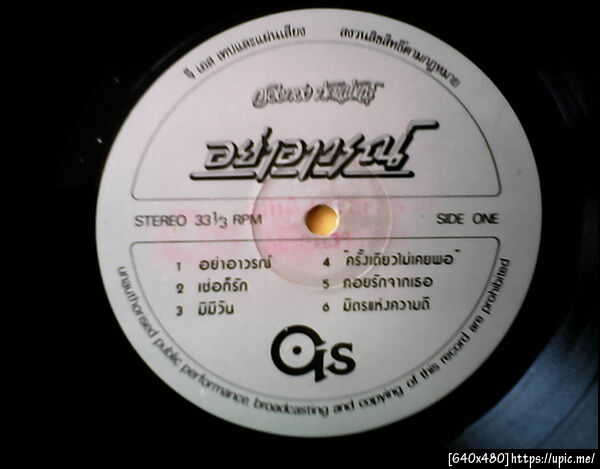 จี เอส เทปและแผ่นเสียง
สงวนลิขสิทธิ์ตามกฎหมาย
อย่าอาวรณ์
STEREO 33 1/3 RPM
SIDE ONE
1 อย่าอาวรณ์
2 เช่อก็รัก
3 มิมีวัน
4 "ครั้งเดียวไม่เคยพอ"
5 คอยรักจากเธอ
6 มิตรแห่งความดี
GS
unauthorised public performance broadcasting and copying of this record are prohibited
[640x480]https://upic.me/